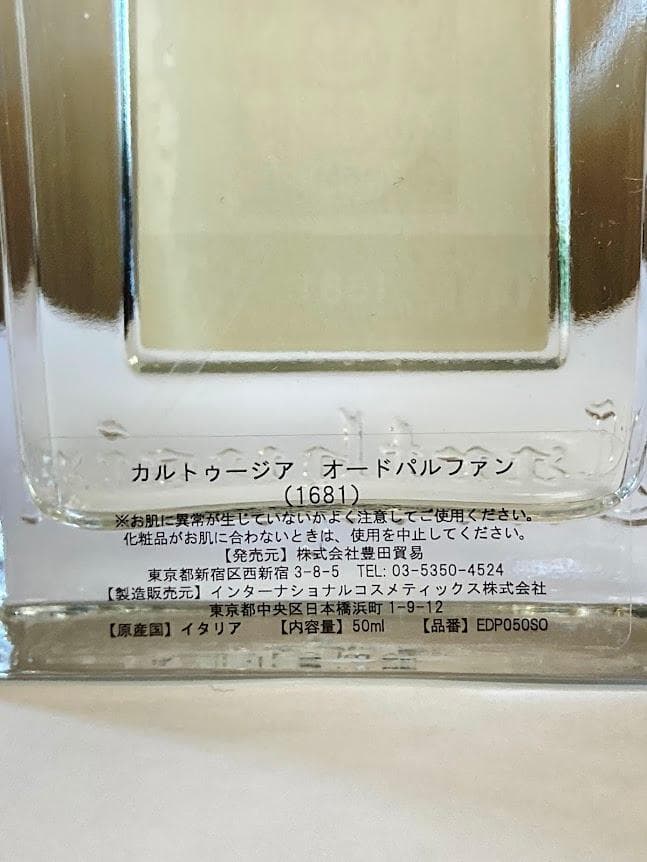 カルトゥージア　オードパルファン
(1681)
※お肌に異常が生じていないかよく注意してご使用ください。
化粧品がお肌に合わないときは、使用を中止してください。
【発売元】株式会社豊田貿易
東京都新宿区西新宿3-8-5　TEL: 03-5350-4524
【製造販売元】インターナショナルコスメティックス株式会社
東京都中央区日本橋浜町1-9-12
【原産国】イタリア　【内容量】50ml　【品番】EDP050SO